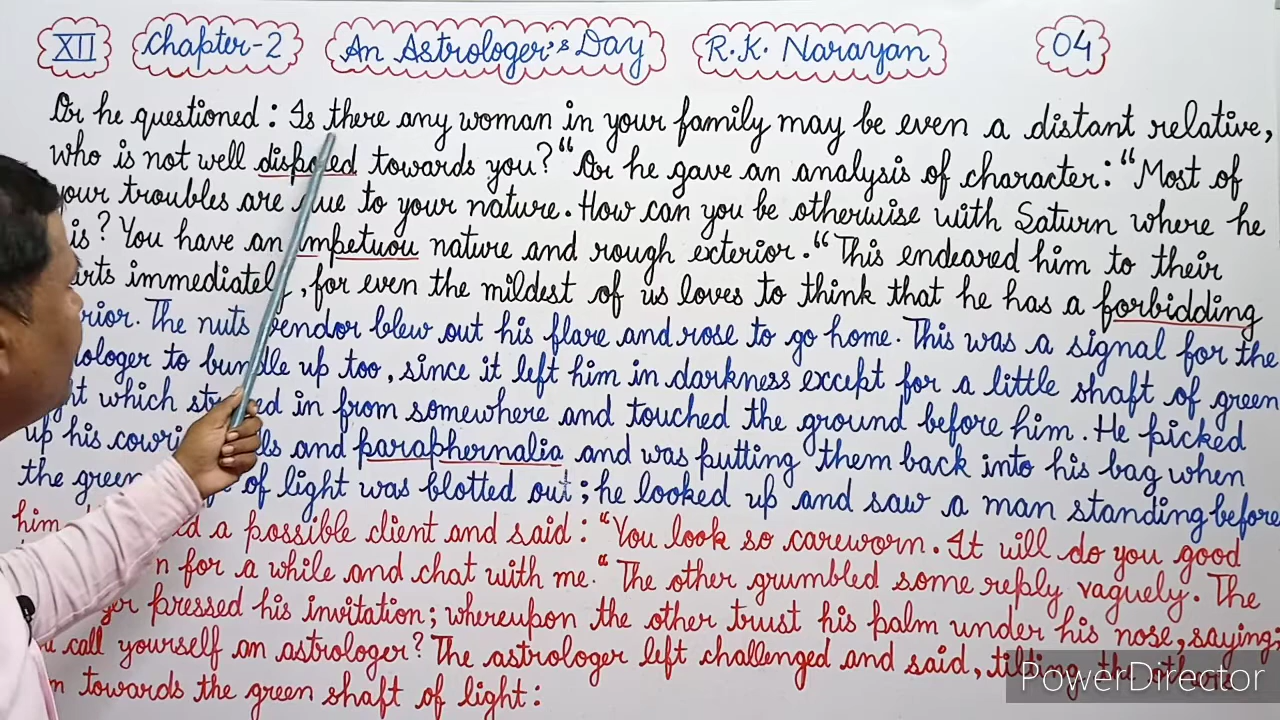 XII Chapter-2 An Astrologer's Day R.K. Narayan 04
Or he questioned : Is there any woman in your family may be even a distant relative,
who is not well disposed towards you?" Or he gave an analysis of character : "Most of
your troubles are due to your nature. How can you be otherwise with Saturn where he
is? You have an impetuou nature and rough exterior. "This endeared him to their
immediately, for even the mildest of us loves to think that he has a forbidding
The nuts vendor blew out his flare and rose to go home. This was a signal for the
to bundle up too, since it left him in darkness except for a little shaft of green
which in from somewhere and touched the ground before him. He picked
up his and paraphernalia and was putting them back into his bag when
the green of light was blotted out ; he looked up and saw a man standing before
him a possible client and said : "You look so careworn. It will do you good
for a while and chat with me." The other grumbled some reply vaguely. The
pressed his invitation ; whereupon the other trust his palm under his nose, saying,
call yourself an astrologer? The astrologer left challenged and said, tilting the others
towards the green shaft of light :
PowerDirector